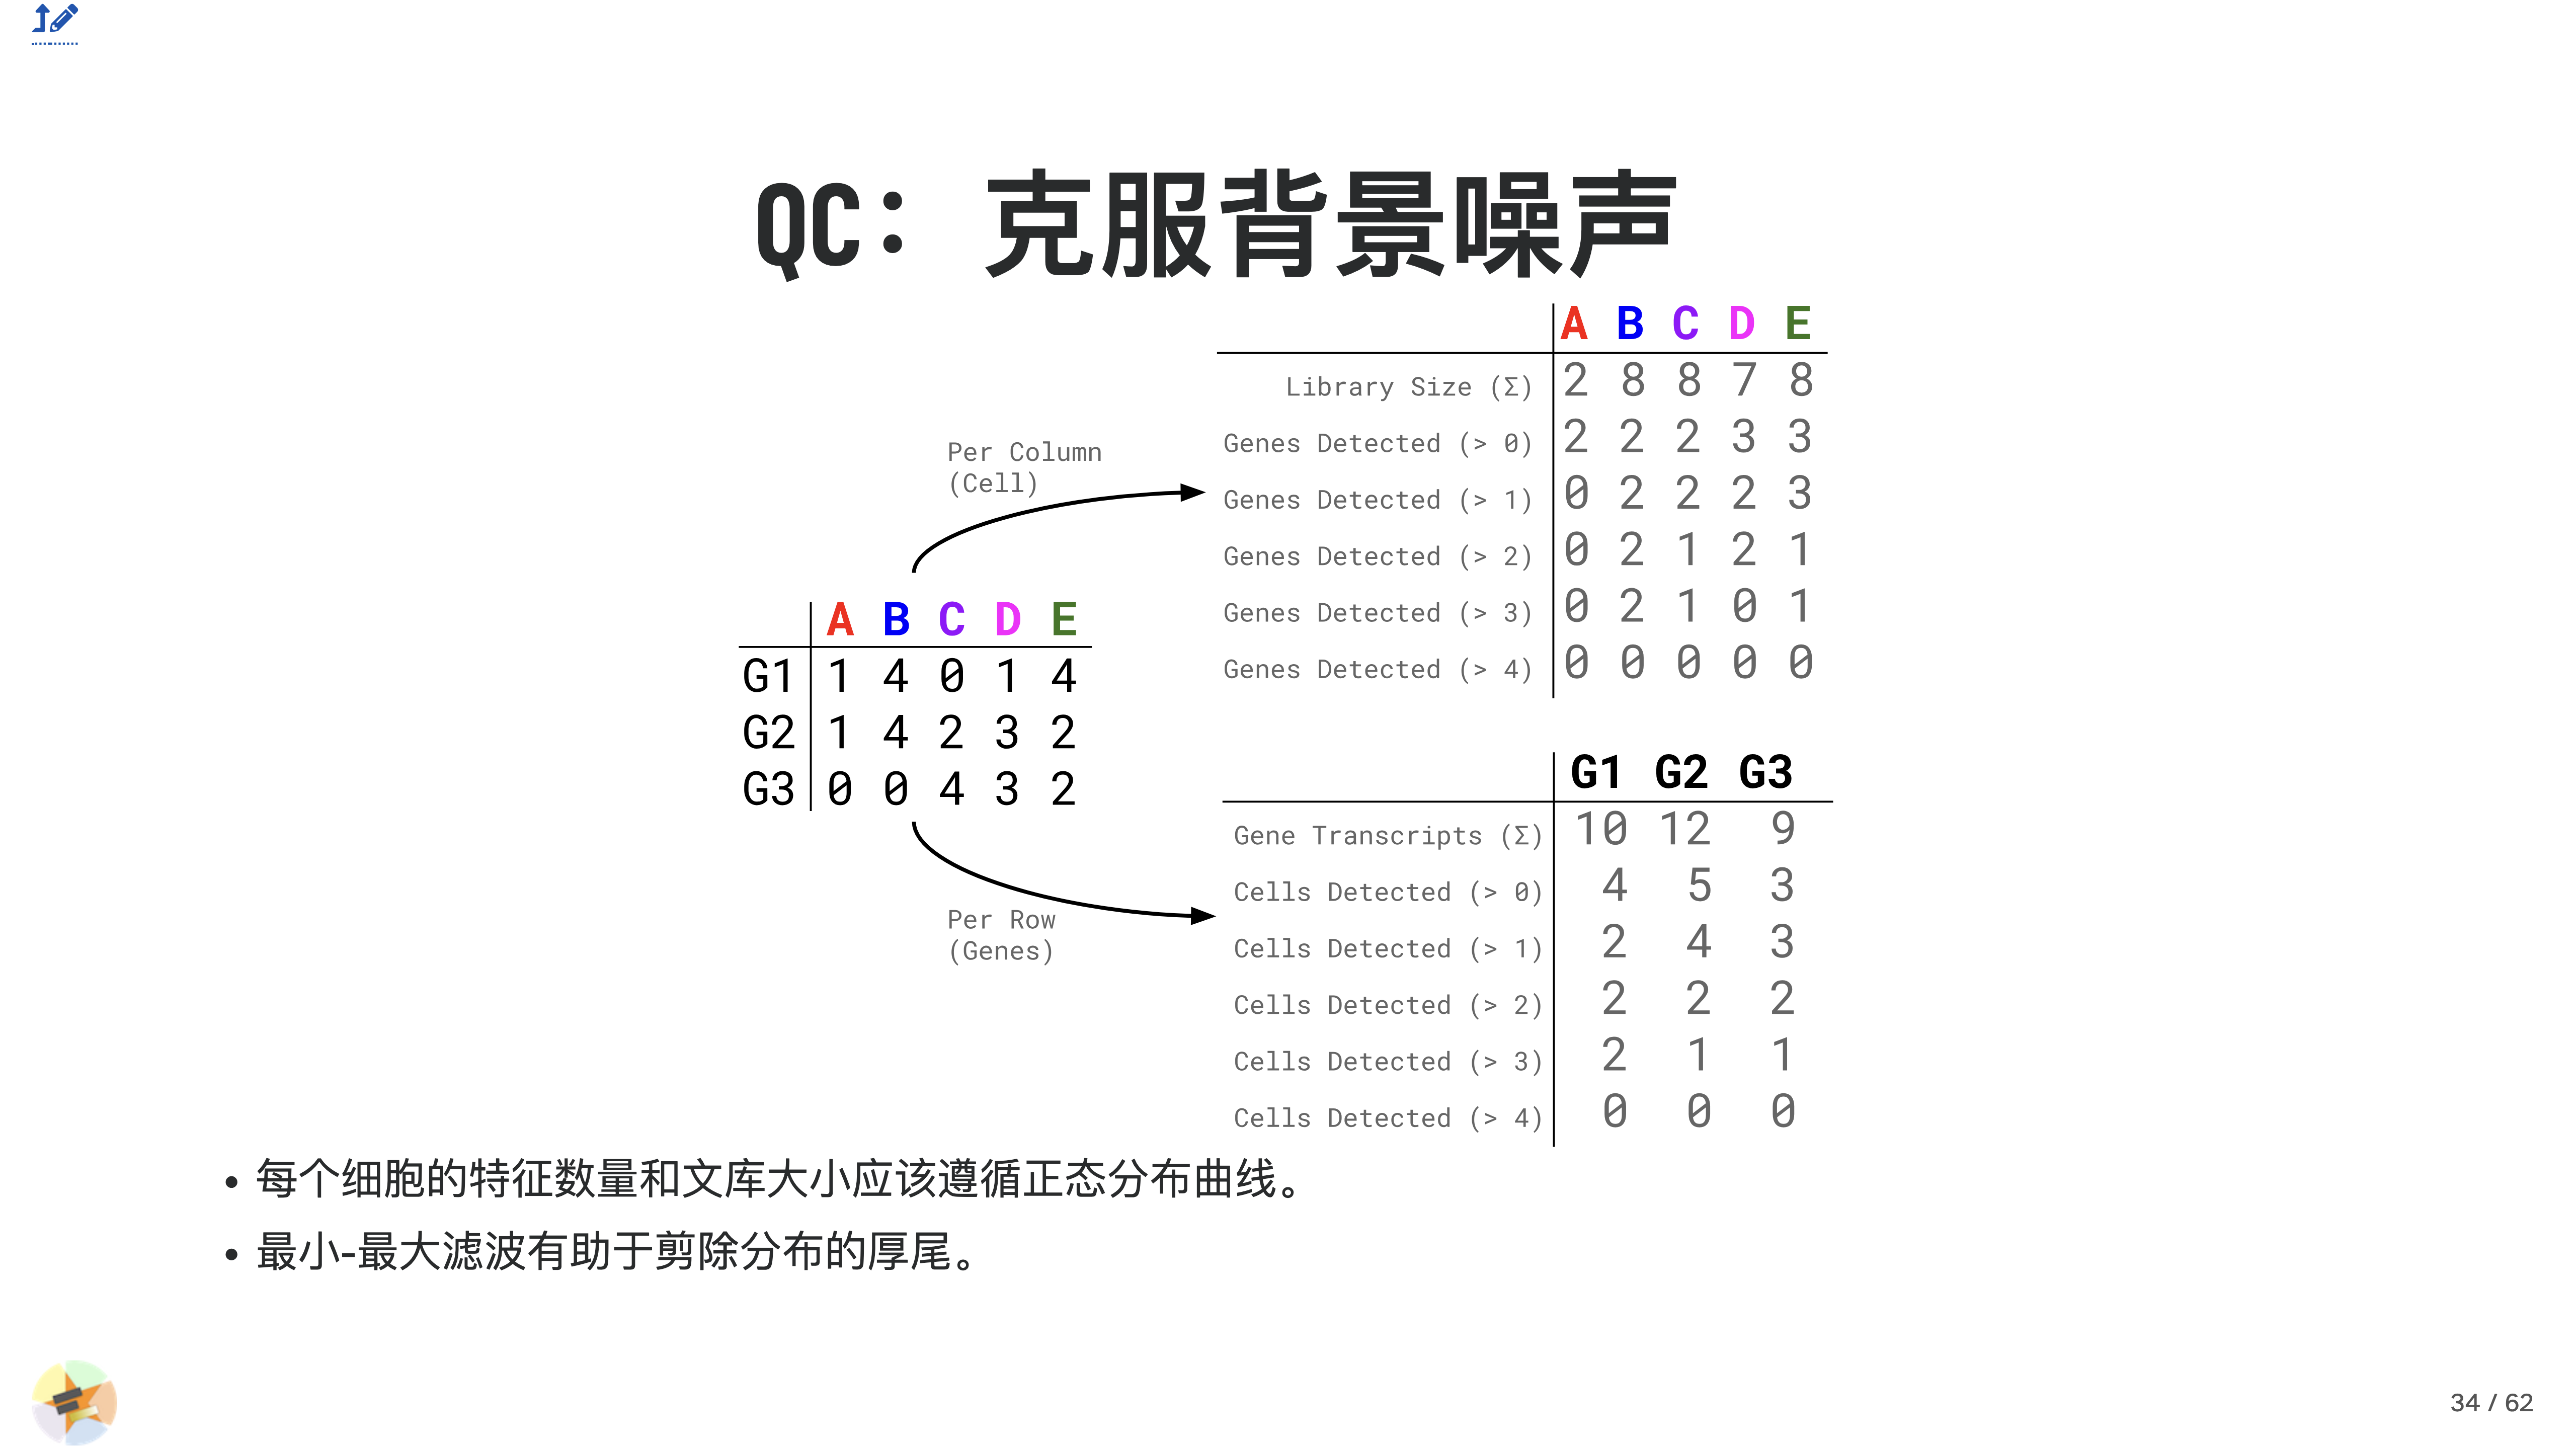 QC：克服背景噪声
A B C D E
Library Size (Σ) 2 8 8 7 8
Genes Detected (> 0) 2 2 2 3 3
Genes Detected (> 1) 0 2 2 2 3
Genes Detected (> 2) 0 2 1 2 1
Genes Detected (> 3) 0 2 1 0 1
Genes Detected (> 4) 0 0 0 0 0
Per Column
(Cell)
A B C D E
G1 1 4 0 1 4
G2 1 4 2 3 2
G3 0 0 4 3 2
Per Row
(Genes)
G1 G2 G3
Gene Transcripts (Σ) 10 12 9
Cells Detected (> 0) 4 5 3
Cells Detected (> 1) 2 4 3
Cells Detected (> 2) 2 2 2
Cells Detected (> 3) 2 1 1
Cells Detected (> 4) 0 0 0
• 每个细胞的特征数量和文库大小应该遵循正态分布曲线。
• 最小-最大滤波有助于剪除分布的厚尾。
34 / 62